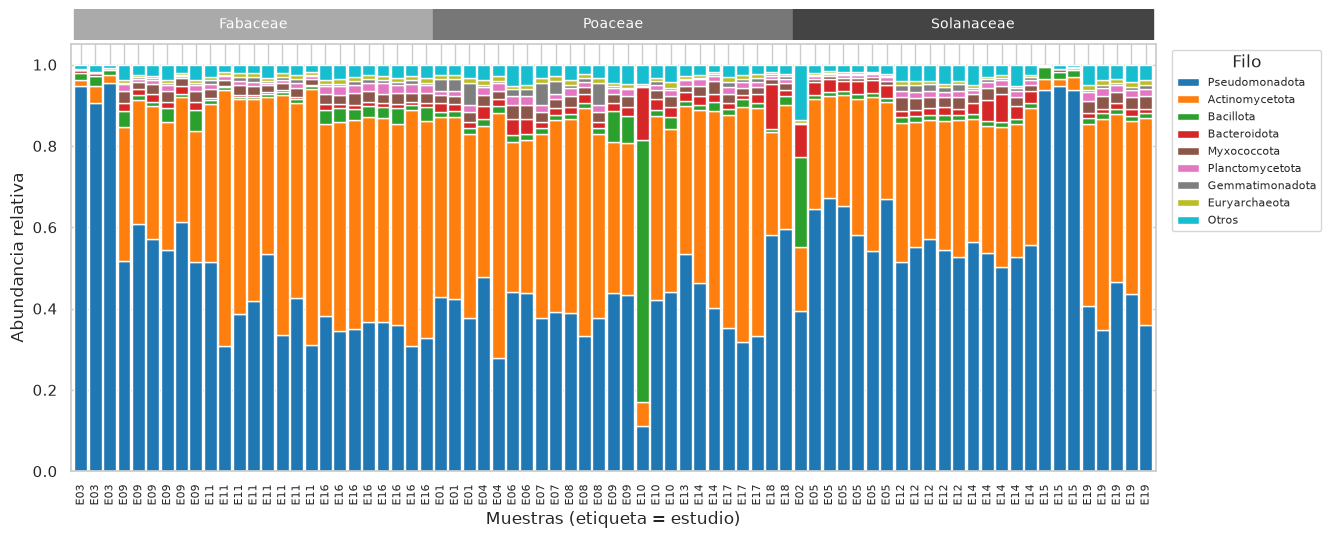 Fabaceae Poaceae Solanaceae
1.0
0.8
0.6
0.4
0.2
0.0
Abundancia relativa
E03 E03 E03 E09 E09 E09 E09 E09 E09 E11 E11 E11 E11 E11 E11 E11 E11 E16 E16 E16 E16 E16 E16 E16 E16 E01 E01 E01 E04 E04 E06 E06 E07 E07 E08 E08 E08 E09 E09 E10 E10 E10 E13 E14 E14 E17 E17 E17 E18 E18 E02 E05 E05 E05 E05 E05 E05 E12 E12 E12 E12 E12 E14 E14 E14 E14 E14 E15 E15 E15 E19 E19 E19 E19 E19
Muestras (etiqueta = estudio)
Filo
Pseudomonadota
Actinomycetota
Bacillota
Bacteroidota
Myxococcota
Planctomycetota
Gemmatimonadota
Euryarchaeota
Otros